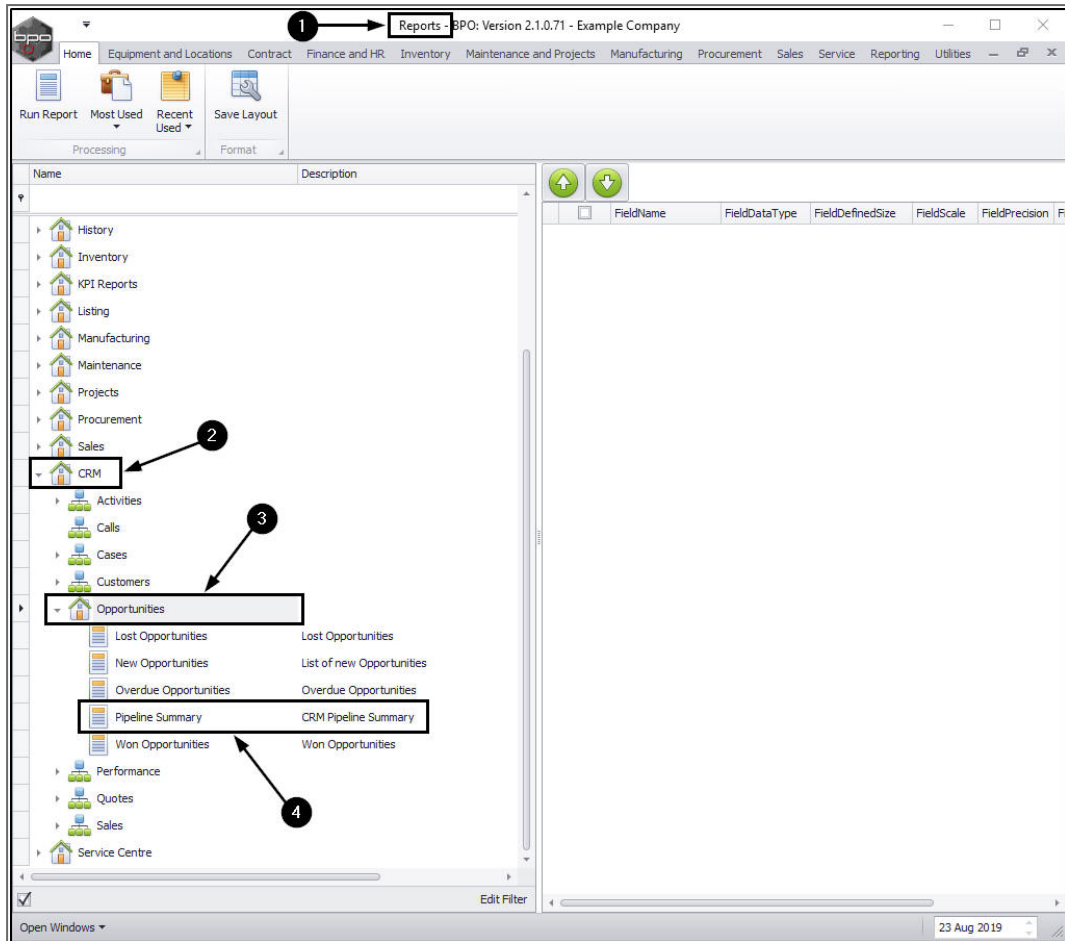 1
Reports - BPO: Version 2.1.0.71 - Example Company
bpo
Home Equipment and Locations Contract Finance and HR Inventory Maintenance and Projects Manufacturing Procurement Sales Service Reporting Utilities
Run Report Most Used Recent Used Save Layout
Processing Format
Name Description
FieldName FieldDataType FieldDefinedSize FieldScale FieldPrecision Fi
History
Inventory
KPI Reports
Listing
Manufacturing
Maintenance
Projects
Procurement
2
Sales
CRM
Activities
3
Calls
Cases
Customers
Opportunities
Lost Opportunities Lost Opportunities
New Opportunities List of new Opportunities
Overdue Opportunities Overdue Opportunities
Pipeline Summary CRM Pipeline Summary
Won Opportunities Won Opportunities
Performance
Quotes
4
Sales
Service Centre
Edit Filter
Open Windows 23 Aug 2019